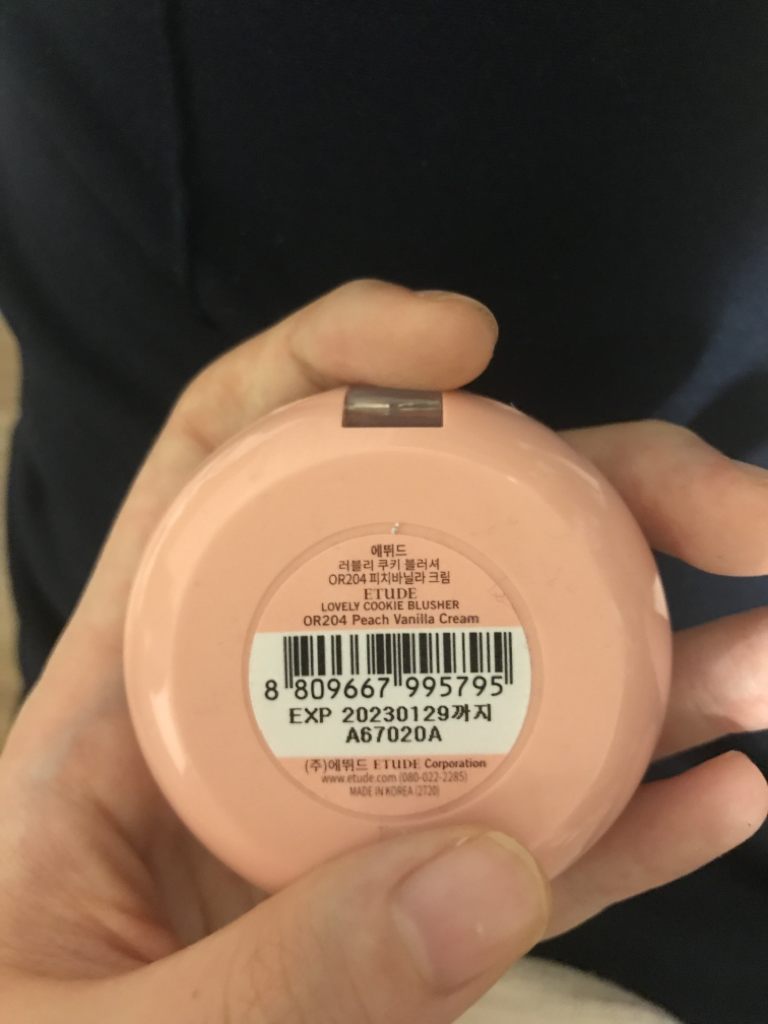 에뛰드
러블리 쿠키 블러셔
OR204 피치바닐라 크림
ETUDE
LOVELY COOKIE BLUSHER
OR204 Peach Vanilla Cream
8 809667 995795
EXP 20230129까지
A67020A
(주)에뛰드 ETUDE Corporation
www.etude.com (080-022-2285)
MADE IN KOREA (2T20)